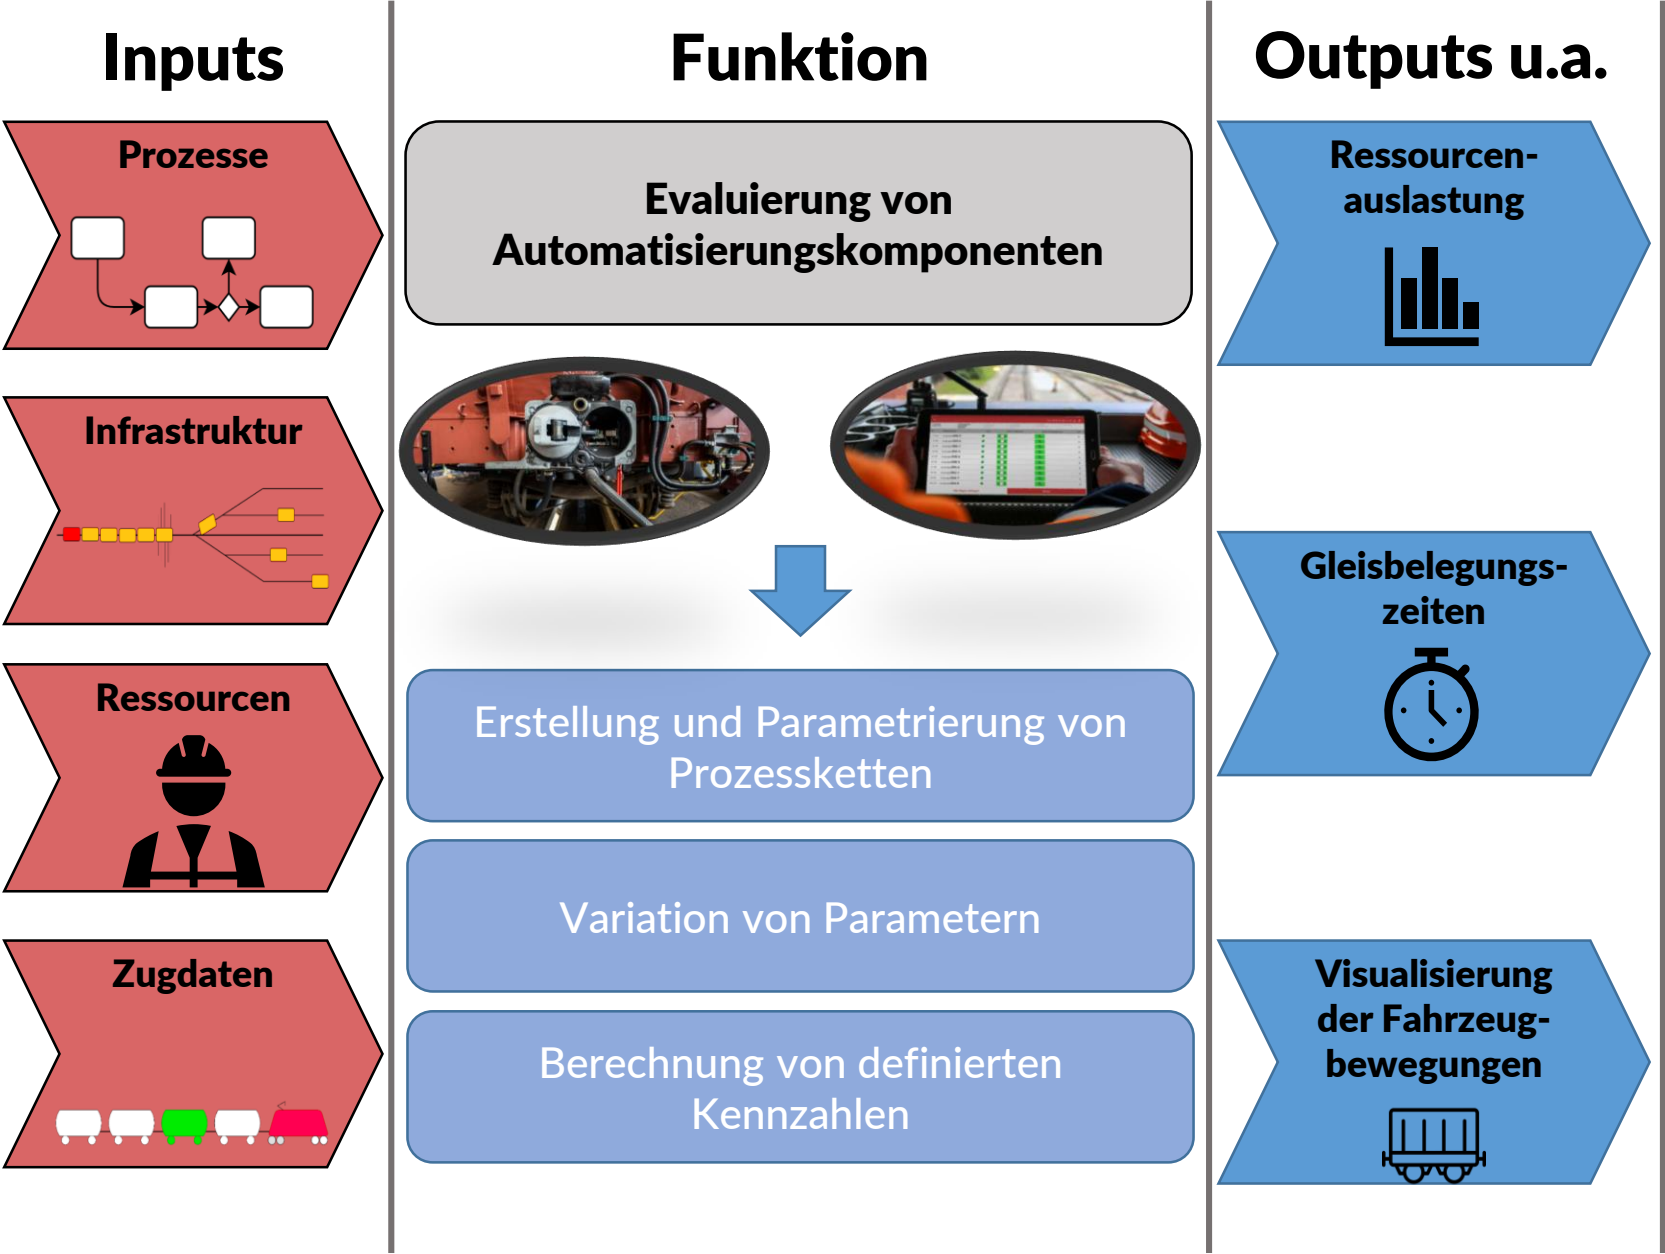 Inputs
Prozesse
Infrastruktur
Ressourcen
Zugdaten
Funktion
Evaluierung von
Automatisierungskomponenten
Erstellung und Parametrierung von
Prozessketten
Variation von Parametern
Berechnung von definierten
Kennzahlen
Outputs u.a.
Ressourcen-
auslastung
Gleisbelegungs-
zeiten
Visualisierung
der Fahrzeug-
bewegungen